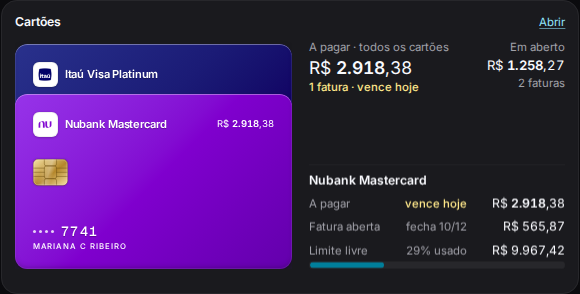 Cartões
Abrir
itaú
Itaú Visa Platinum
nu
Nubank Mastercard
R$ 2.918,38
•••• 7741
MARIANA C RIBEIRO
A pagar · todos os cartões
R$ 2.918,38
1 fatura · vence hoje
Em aberto
R$ 1.258,27
2 faturas
Nubank Mastercard
A pagar vence hoje R$ 2.918,38
Fatura aberta fecha 10/12 R$ 565,87
Limite livre 29% usado R$ 9.967,42